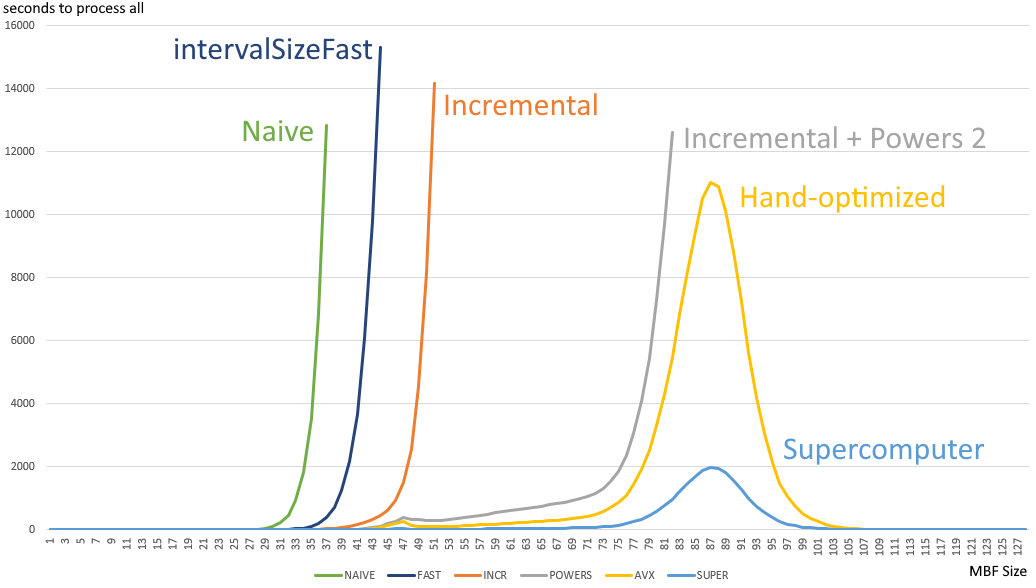 seconds to process all
16000
intervalSizeFast
14000
Incremental
Naive
12000
Incremental + Powers 2
10000
Hand-optimized
8000
6000
4000
Supercomputer
2000
0
1 3 5 7 9 11 13 15 17 19 21 23 25 27 29 31 33 35 37 39 41 43 45 47 49 51 53 55 57 59 61 63 65 67 69 71 73 75 77 79 81 83 85 87 89 91 93 95 97 99 101 103 105 107 109 111 113 115 117 119 121 123 125 127
MBF Size
NAIVE FAST INCR POWERS AVX SUPER